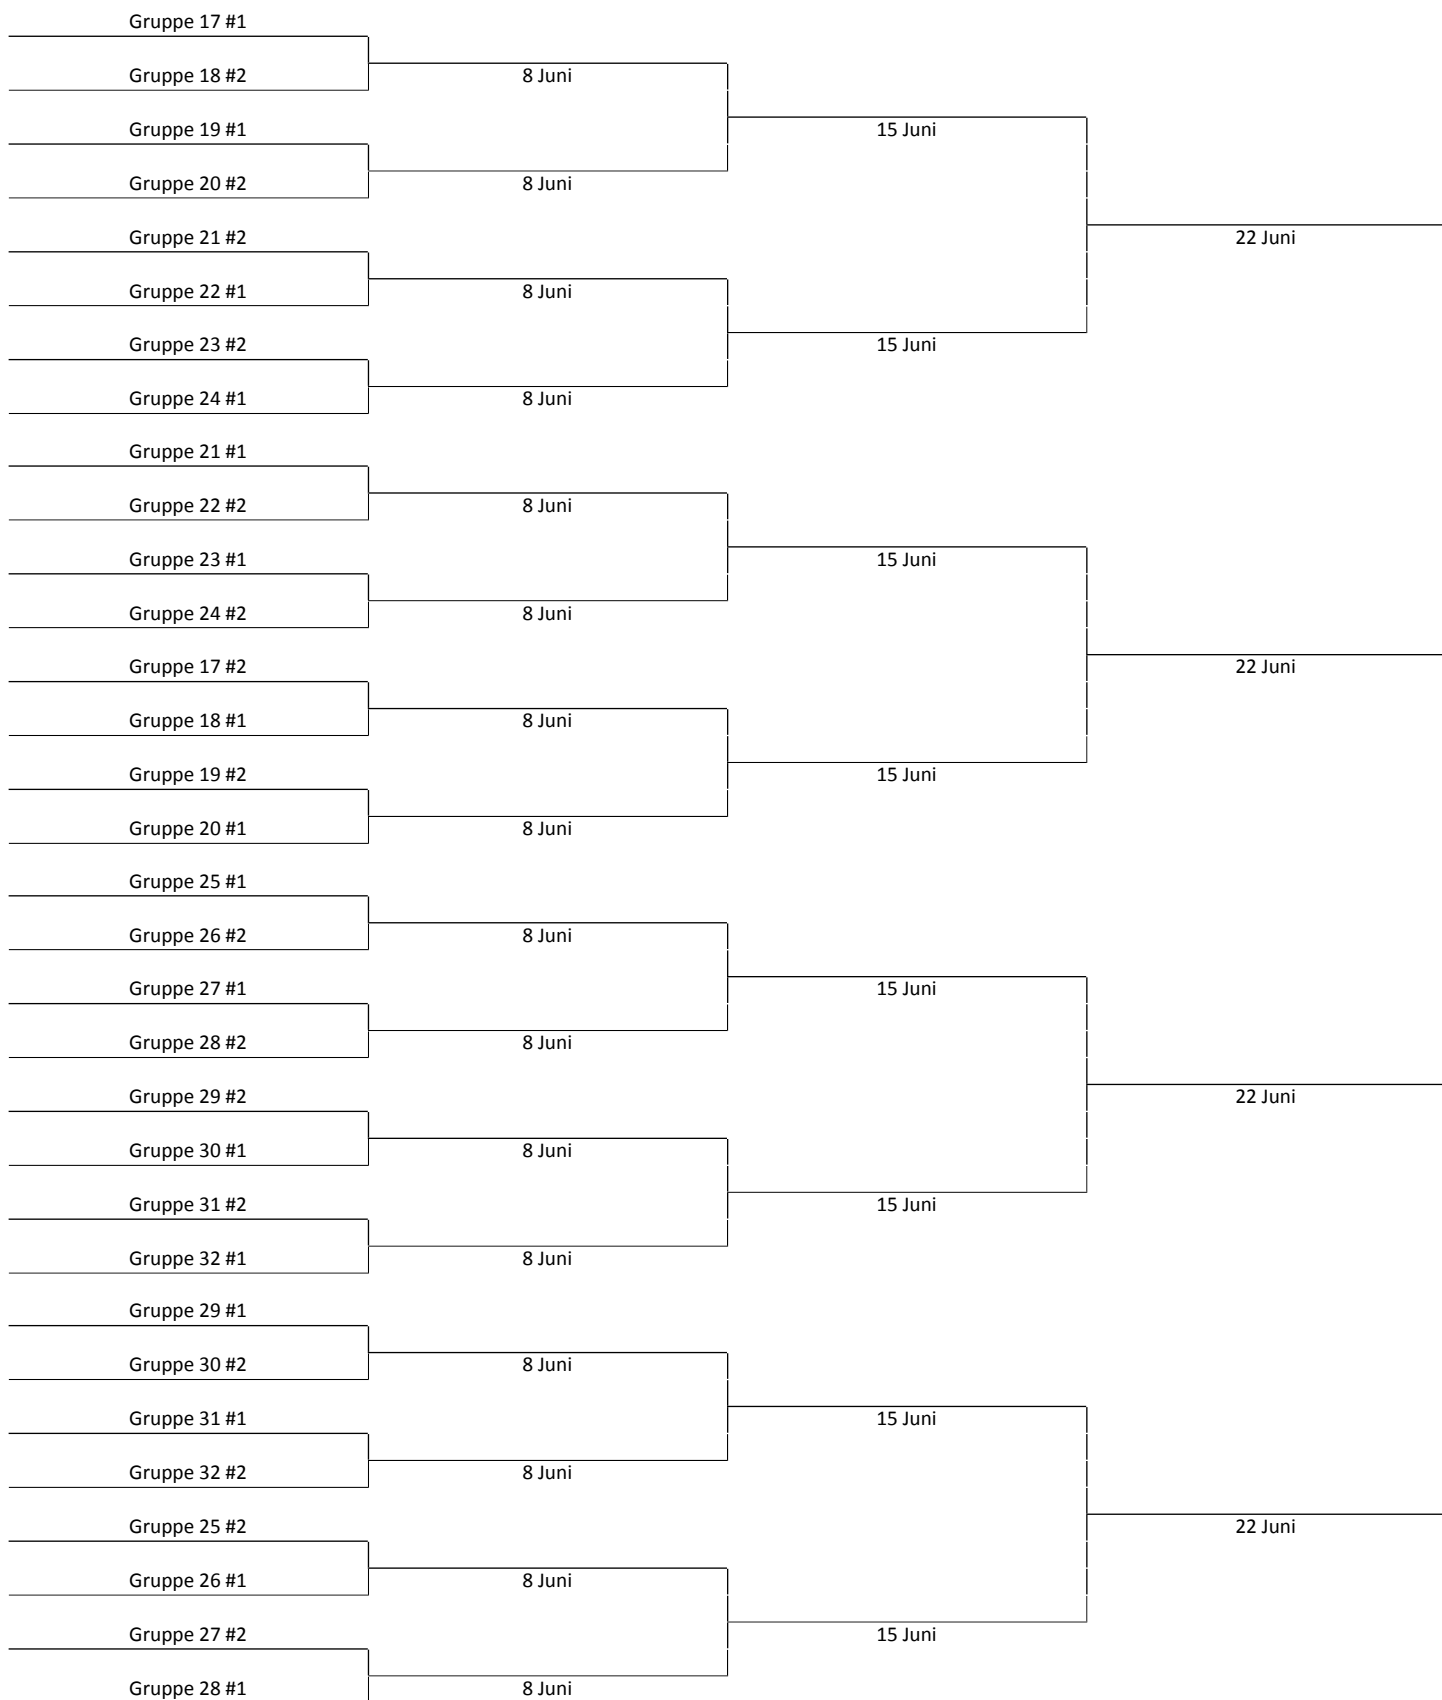 Gruppe 17 #1
Gruppe 18 #2
8 Juni
Gruppe 19 #1
15 Juni
Gruppe 20 #2
8 Juni
Gruppe 21 #2
22 Juni
Gruppe 22 #1
8 Juni
Gruppe 23 #2
15 Juni
Gruppe 24 #1
8 Juni
Gruppe 21 #1
Gruppe 22 #2
8 Juni
Gruppe 23 #1
15 Juni
Gruppe 24 #2
8 Juni
Gruppe 17 #2
22 Juni
Gruppe 18 #1
8 Juni
Gruppe 19 #2
15 Juni
Gruppe 20 #1
8 Juni
Gruppe 25 #1
Gruppe 26 #2
8 Juni
Gruppe 27 #1
15 Juni
Gruppe 28 #2
8 Juni
Gruppe 29 #2
22 Juni
Gruppe 30 #1
8 Juni
Gruppe 31 #2
15 Juni
Gruppe 32 #1
8 Juni
Gruppe 29 #1
Gruppe 30 #2
8 Juni
Gruppe 31 #1
15 Juni
Gruppe 32 #2
8 Juni
Gruppe 25 #2
22 Juni
Gruppe 26 #1
8 Juni
Gruppe 27 #2
15 Juni
Gruppe 28 #1
8 Juni